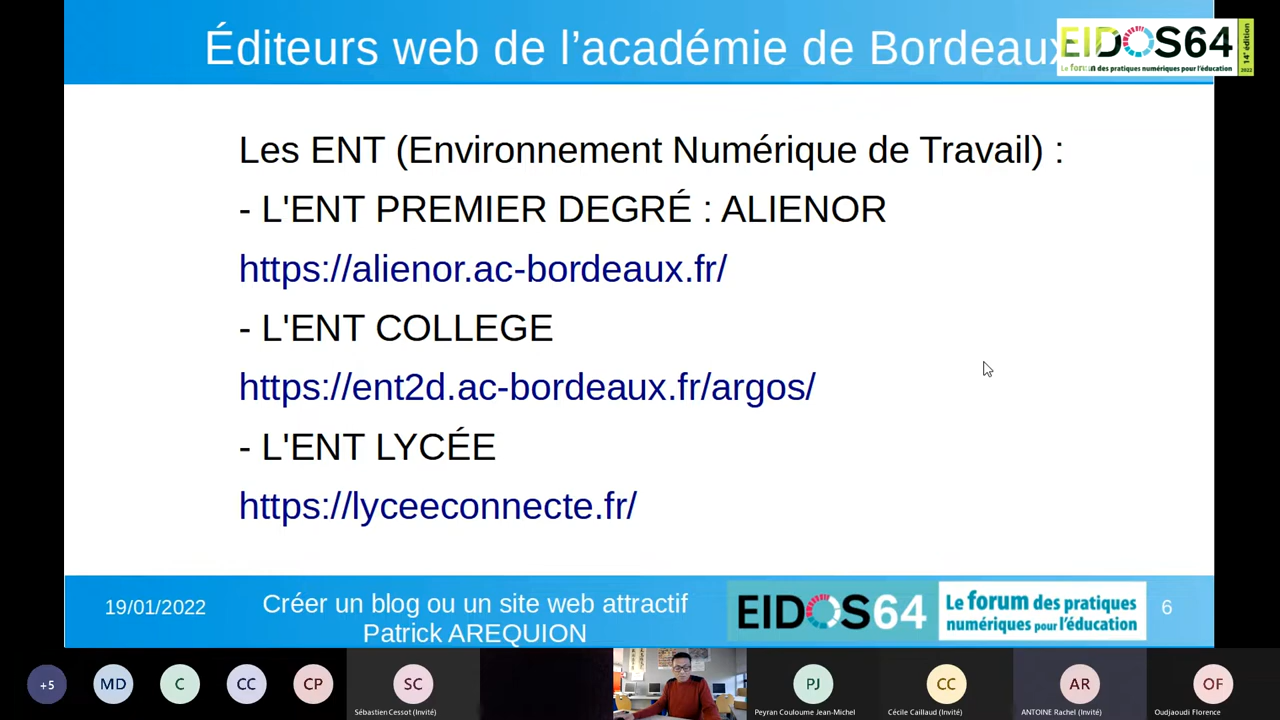 Éditeurs web de l’académie de Bordeaux
EIDOS64
Le forum des pratiques numériques pour l'éducation
14e édition
2022
Les ENT (Environnement Numérique de Travail) :
- L'ENT PREMIER DEGRÉ : ALIENOR
https://alienor.ac-bordeaux.fr/
- L'ENT COLLEGE
https://ent2d.ac-bordeaux.fr/argos/
- L'ENT LYCÉE
https://lyceeconnecte.fr/
19/01/2022
Créer un blog ou un site web attractif
Patrick AREQUION
EIDOS64
Le forum des pratiques
numériques pour l'éducation
6
+5
MD
C
CC
CP
SC
Sébastien Cessot (Invité)
PJ
Peyran Couloume Jean-Michel
CC
Cécile Caillaud (Invité)
AR
ANTOINE Rachel (Invité)
OF
Oudjaoudi Florence